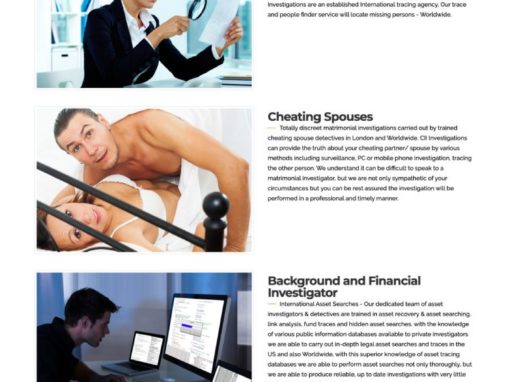 Investigations are an established International tracing agency. Our trace
and people finder service will locate missing persons - Worldwide.
Cheating Spouses
Totally discreet matrimonial investigations carried out by trained
cheating spouse detectives in London and Worldwide. CII Investigations
can provide the truth about your cheating partner/ spouse by various
methods including surveillance, PC or mobile phone investigation, tracing
the other person. We understand it can be difficult to speak to a
matrimonial investigator, but we are not only sympathetic of your
circumstances but you can be rest assured the investigation will be
performed in a professional and timely manner.
Background and Financial
Investigator
International Asset Searches - Our dedicated team of asset
investigators & detectives are trained in asset recovery & asset searching,
link analysis, fund traces and hidden asset searches, with the knowledge
of various public information databases available to private investigators
we are able to carry out in-depth legal asset searches and traces in the
US and also Worldwide, with this superior knowledge of asset tracing
databases we are able to perform asset searches not only thoroughly, but
we are able to produce reliable, up to date investigations with very little